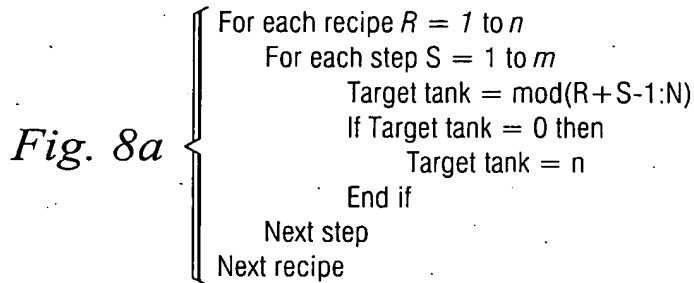 For each recipe R = 1 to n
For each step S = 1 to m
Target tank = mod(R+S-1:N)
If Target tank = 0 then
Fig. 8a
Target tank = n
End if
Next step
Next recipe